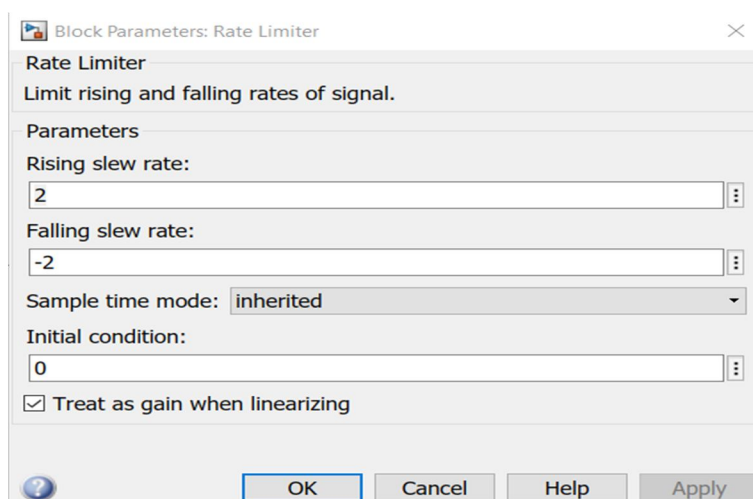 Block Parameters: Rate Limiter
Rate Limiter
Limit rising and falling rates of signal.
Parameters
Rising slew rate:
2
Falling slew rate:
-2
Sample time mode: inherited
Initial condition:
0
Treat as gain when linearizing
OK Cancel Help Apply